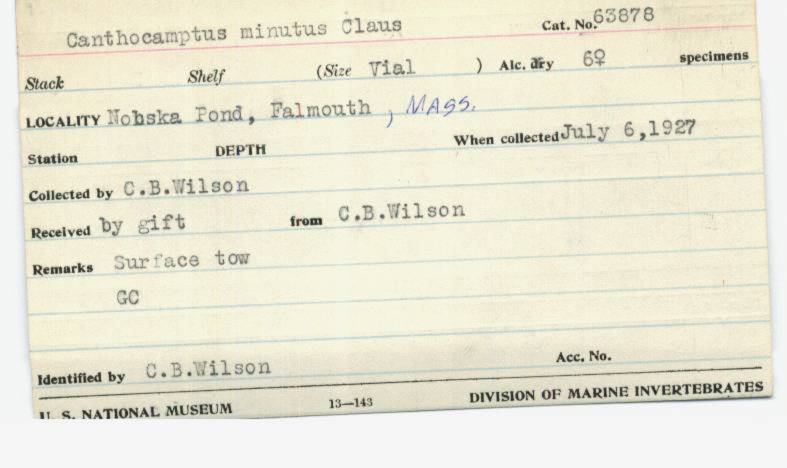 Canthocamptus minutus Claus Cat. No. 63878
Stack Shelf (Size Vial ) Alc. dry 6♀ specimens
LOCALITY Nobska Pond, Falmouth , MASS.
Station DEPTH When collected July 6,1927
Collected by C.B.Wilson
Received by gift from C.B.Wilson
Remarks Surface tow
GC
Identified by C.B.Wilson Acc. No.
U. S. NATIONAL MUSEUM 13—143 DIVISION OF MARINE INVERTEBRATES